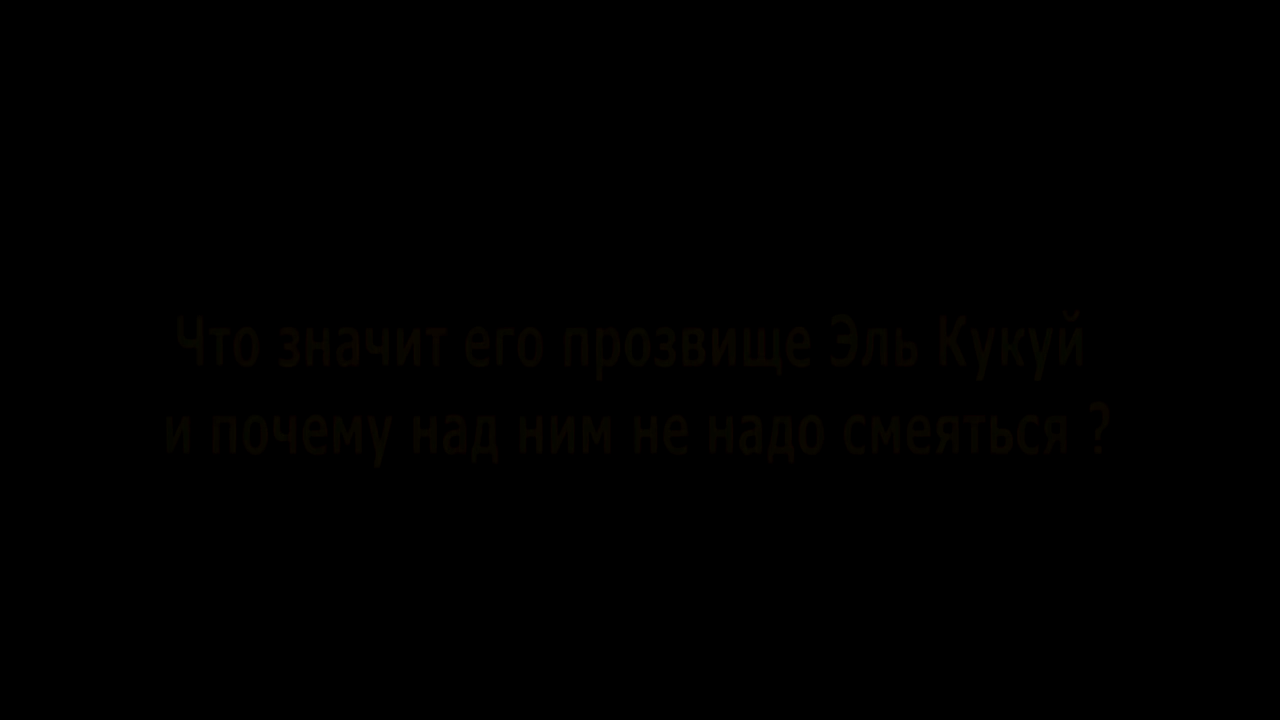 Что значит его прозвище Эль Кукуй
и почему над ним не надо смеяться ?